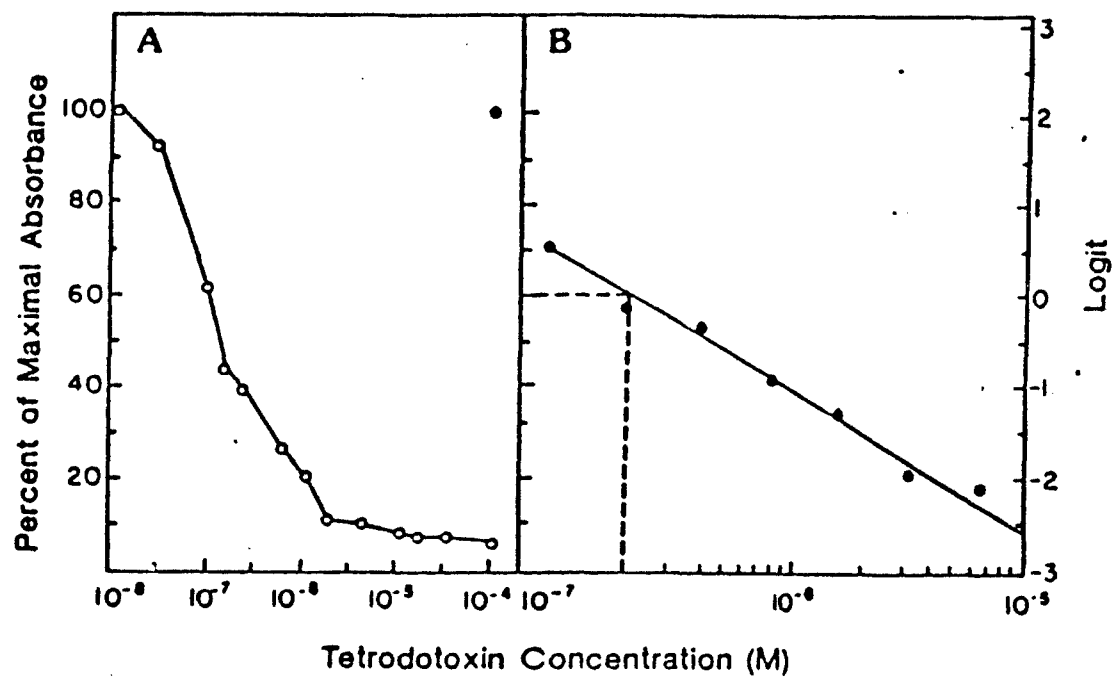 A
B
Percent of Maximal Absorbance
100
80
60
40
20
3
2
1
0
-1
-2
-3
Logit
10⁻⁸ 10⁻⁷ 10⁻⁶ 10⁻⁵ 10⁻⁴ 10⁻⁷ 10⁻⁶ 10⁻⁵
Tetrodotoxin Concentration (M)